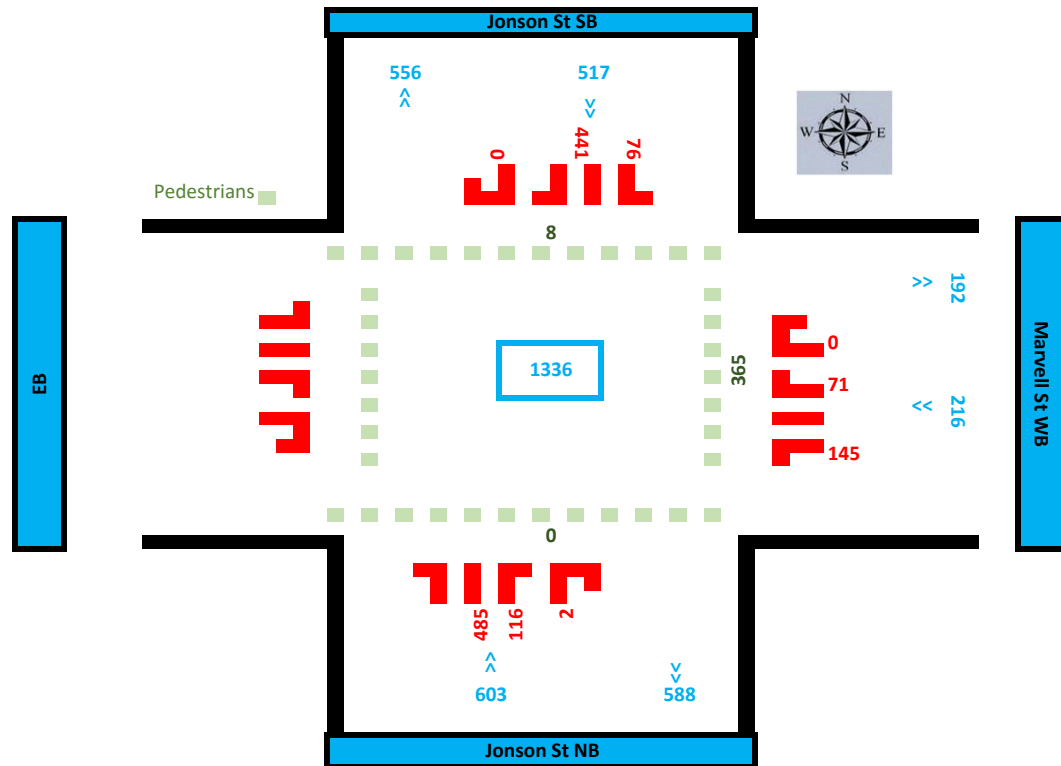 Jonson St SB
556
517
>>
>>
0
441
76
N
W
E
S
Pedestrians
8
>>
192
EB
1336
365
0
71
Marvell St WB
<<
216
145
0
485
116
2
>>
>>
603
588
Jonson St NB